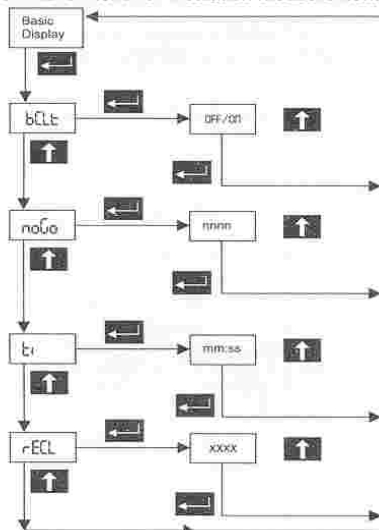 Basic
Display
bCLt
OFF/On
noGo
nnnn
ti
mm:ss
rECL
xxxx